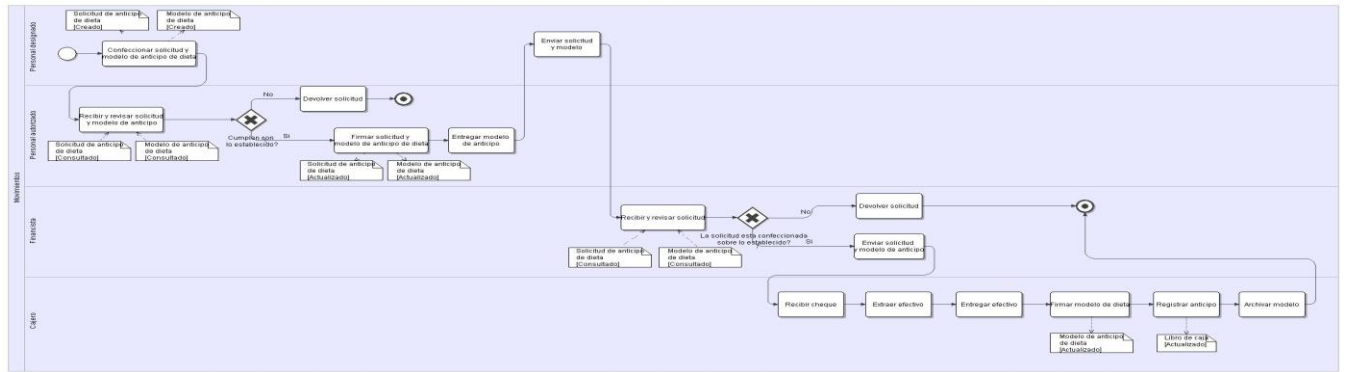 Movimientos
Personal designado
Solicitud de anticipo
de dieta
[Creado]
Modelo de anticipo
de dieta
[Creado]
Confeccionar solicitud y
modelo de anticipo de dieta
Enviar solicitud
y modelo
Personal autorizado
Recibir y revisar solicitud
y modelo de anticipo
Solicitud de anticipo
de dieta
[Consultado]
Modelo de anticipo
de dieta
[Consultado]
Cumplen con
lo establecido?
No
Devolver solicitud
Si
Firmar solicitud y
modelo de anticipo de dieta
Solicitud de anticipo
de dieta
[Actualizado]
Modelo de anticipo
de dieta
[Actualizado]
Entregar modelo
de anticipo
Financista
Recibir y revisar solicitud
Solicitud de anticipo
de dieta
[Consultado]
Modelo de anticipo
de dieta
[Consultado]
La solicitud esta confeccionada
sobre lo establecido?
No
Devolver solicitud
Si
Enviar solicitud
y modelo de anticipo
Cajero
Recibir cheque
Extraer efectivo
Entregar efectivo
Firmar modelo de dieta
Modelo de anticipo
de dieta
[Actualizado]
Registrar anticipo
Libro de caja
[Actualizado]
Archivar modelo